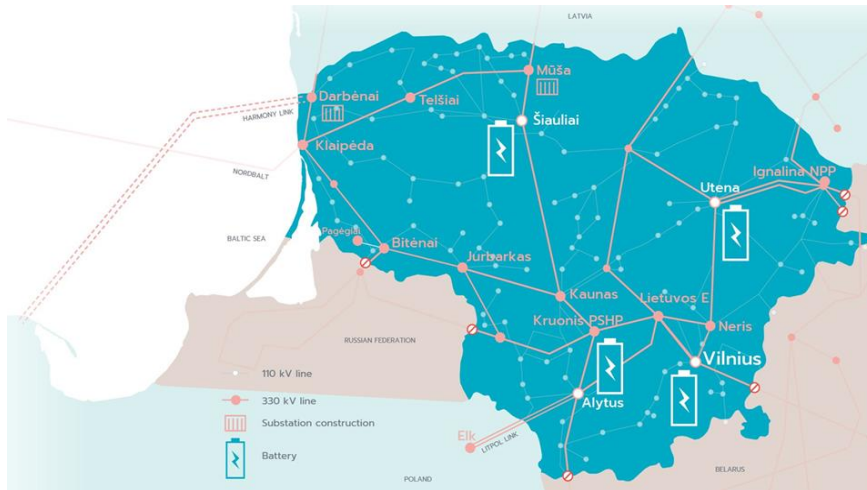 LATVIA
Mūša
Darbėnai
Telšiai
HARMONY LINK
Šiauliai
Klaipėda
NORDBALT
Ignalina NPP
Utena
Pagėgiai
BALTIC SEA
Bitėnai
Jurbarkas
Kaunas
Lietuvos E
Kruonis PSHP
Neris
RUSSIAN FEDERATION
Vilnius
110 kV line
330 kV line
Alytus
Substation construction
Elk
LITPOL LINK
Battery
BELARUS
POLAND